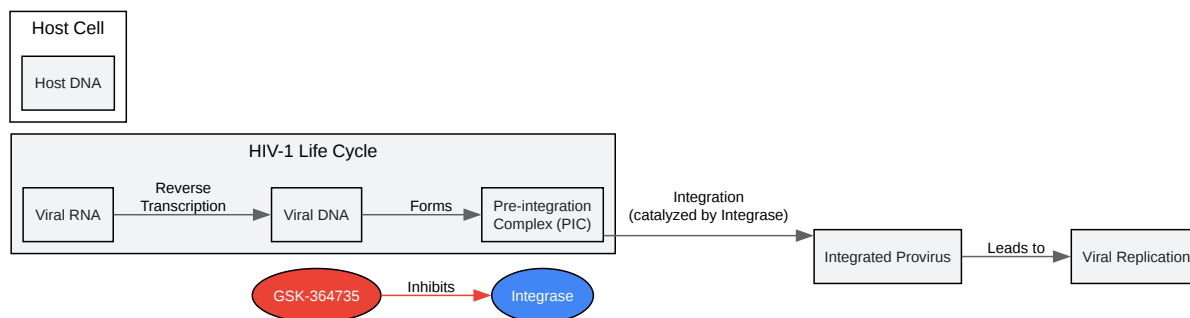 Host Cell
Host DNA
HIV-1 Life Cycle
Viral RNA
Reverse
Transcription
Viral DNA
Forms
Pre-integration
Complex (PIC)
Integration
(catalyzed by Integrase)
Integrated Provirus
Leads to
Viral Replication
GSK-364735
Inhibits
Integrase